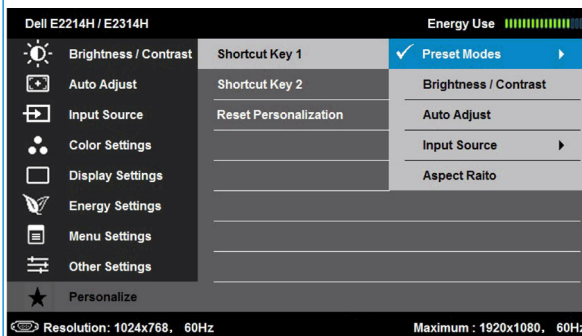 Dell E2214H / E2314H Energy Use
Brightness / Contrast Shortcut Key 1 Preset Modes
Auto Adjust Shortcut Key 2 Brightness / Contrast
Input Source Reset Personalization Auto Adjust
Color Settings Input Source
Display Settings Aspect Raito
Energy Settings
Menu Settings
Other Settings
Personalize
Resolution: 1024x768, 60Hz Maximum : 1920x1080, 60Hz